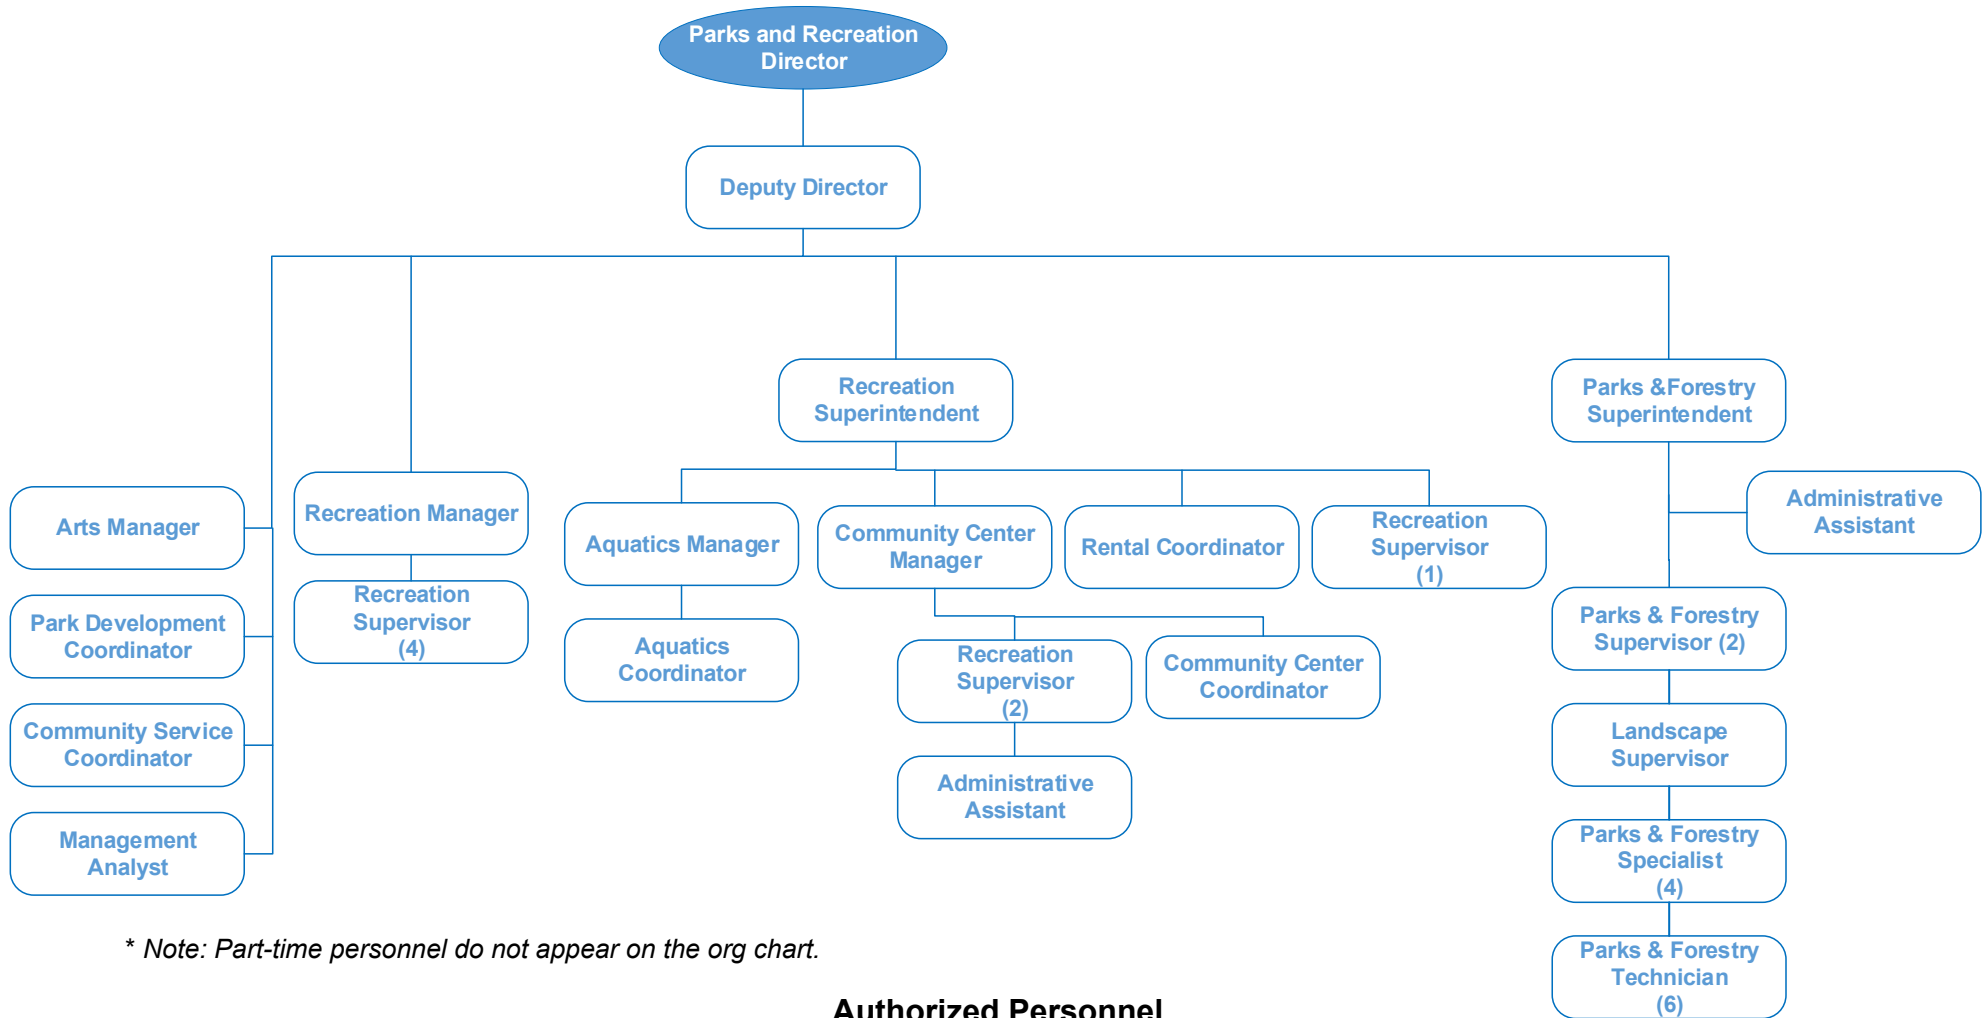 Parks and Recreation
Director
Deputy Director
Recreation
Superintendent
Parks &Forestry
Superintendent
Arts Manager
Recreation Manager
Aquatics Manager
Community Center
Manager
Rental Coordinator
Recreation
Supervisor
(1)
Administrative
Assistant
Park Development
Coordinator
Recreation
Supervisor
(4)
Aquatics
Coordinator
Recreation
Supervisor
(2)
Community Center
Coordinator
Parks & Forestry
Supervisor (2)
Community Service
Coordinator
Administrative
Assistant
Landscape
Supervisor
Management
Analyst
Parks & Forestry
Specialist
(4)
Parks & Forestry
Technician
(6)
* Note: Part-time personnel do not appear on the org chart.
Authorized Personnel